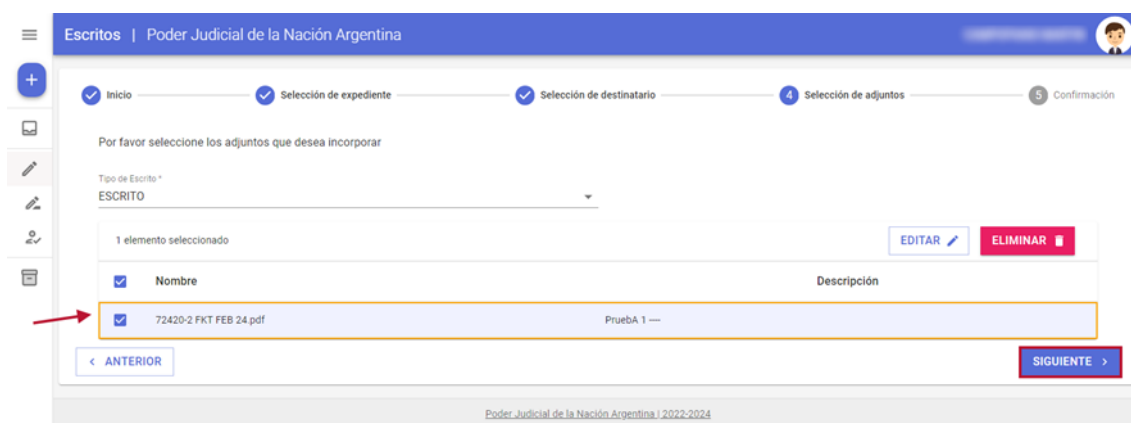 Escritos | Poder Judicial de la Nación Argentina
Inicio
Selección de expediente
Selección de destinatario
4 Selección de adjuntos
5 Confirmación
Por favor seleccione los adjuntos que desea incorporar
Tipo de Escrito *
ESCRITO
1 elemento seleccionado
EDITAR
ELIMINAR
Nombre
Descripción
72420-2 FKT FEB 24.pdf
PruebA 1 ---
< ANTERIOR
SIGUIENTE >
Poder Judicial de la Nación Argentina | 2022-2024